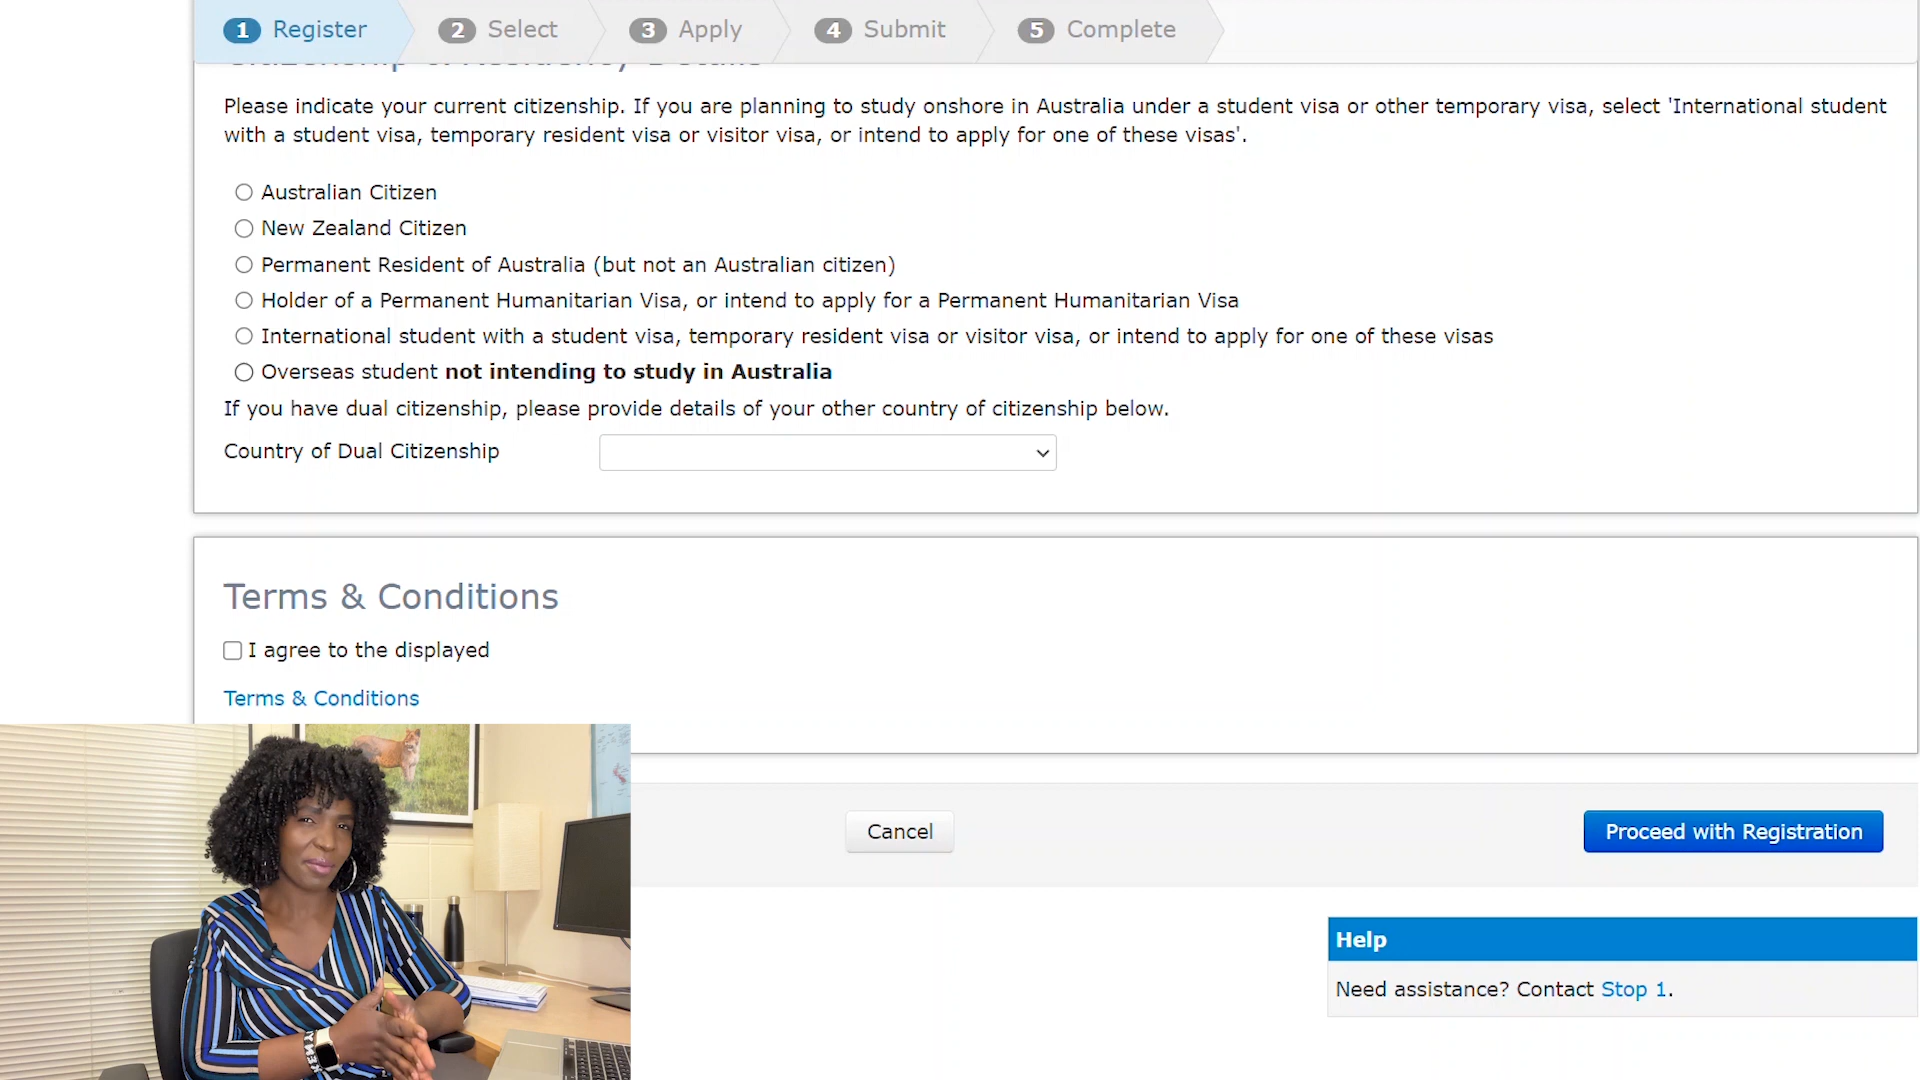 1 Register 2 Select 3 Apply 4 Submit 5 Complete
Please indicate your current citizenship. If you are planning to study onshore in Australia under a student visa or other temporary visa, select 'International student
with a student visa, temporary resident visa or visitor visa, or intend to apply for one of these visas'.
Australian Citizen
New Zealand Citizen
Permanent Resident of Australia (but not an Australian citizen)
Holder of a Permanent Humanitarian Visa, or intend to apply for a Permanent Humanitarian Visa
International student with a student visa, temporary resident visa or visitor visa, or intend to apply for one of these visas
Overseas student not intending to study in Australia
If you have dual citizenship, please provide details of your other country of citizenship below.
Country of Dual Citizenship
Terms & Conditions
I agree to the displayed
Terms & Conditions
Cancel
Proceed with Registration
Help
Need assistance? Contact Stop 1.